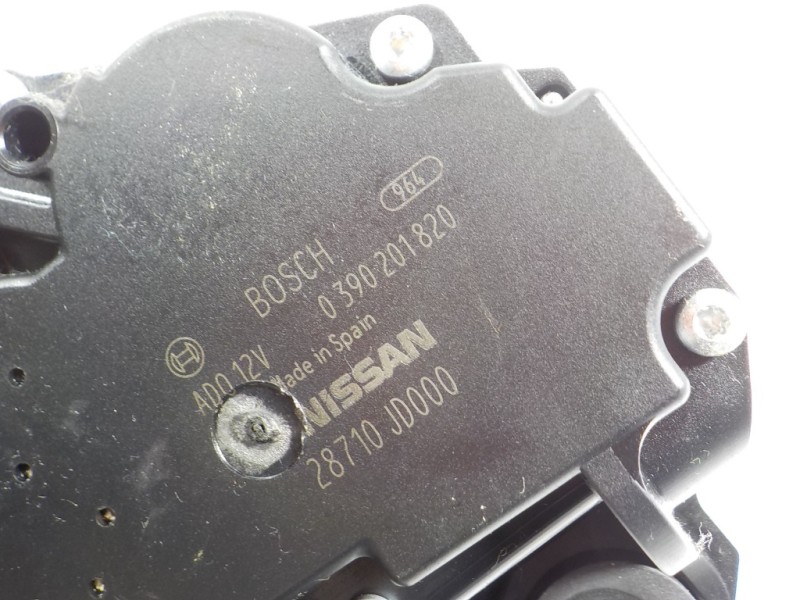 964
BOSCH
0 390 201 820
AD0 12V
Made in Spain
NISSAN
28710 JD000